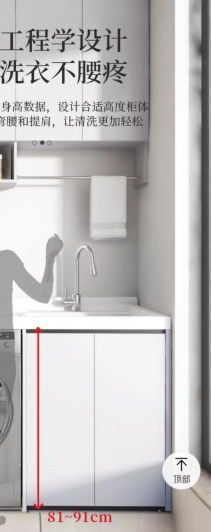 工程学设计
洗衣不腰疼
身高数据，设计合适高度柜体
弯腰和提肩，让清洗更加轻松
顶部
81~91cm